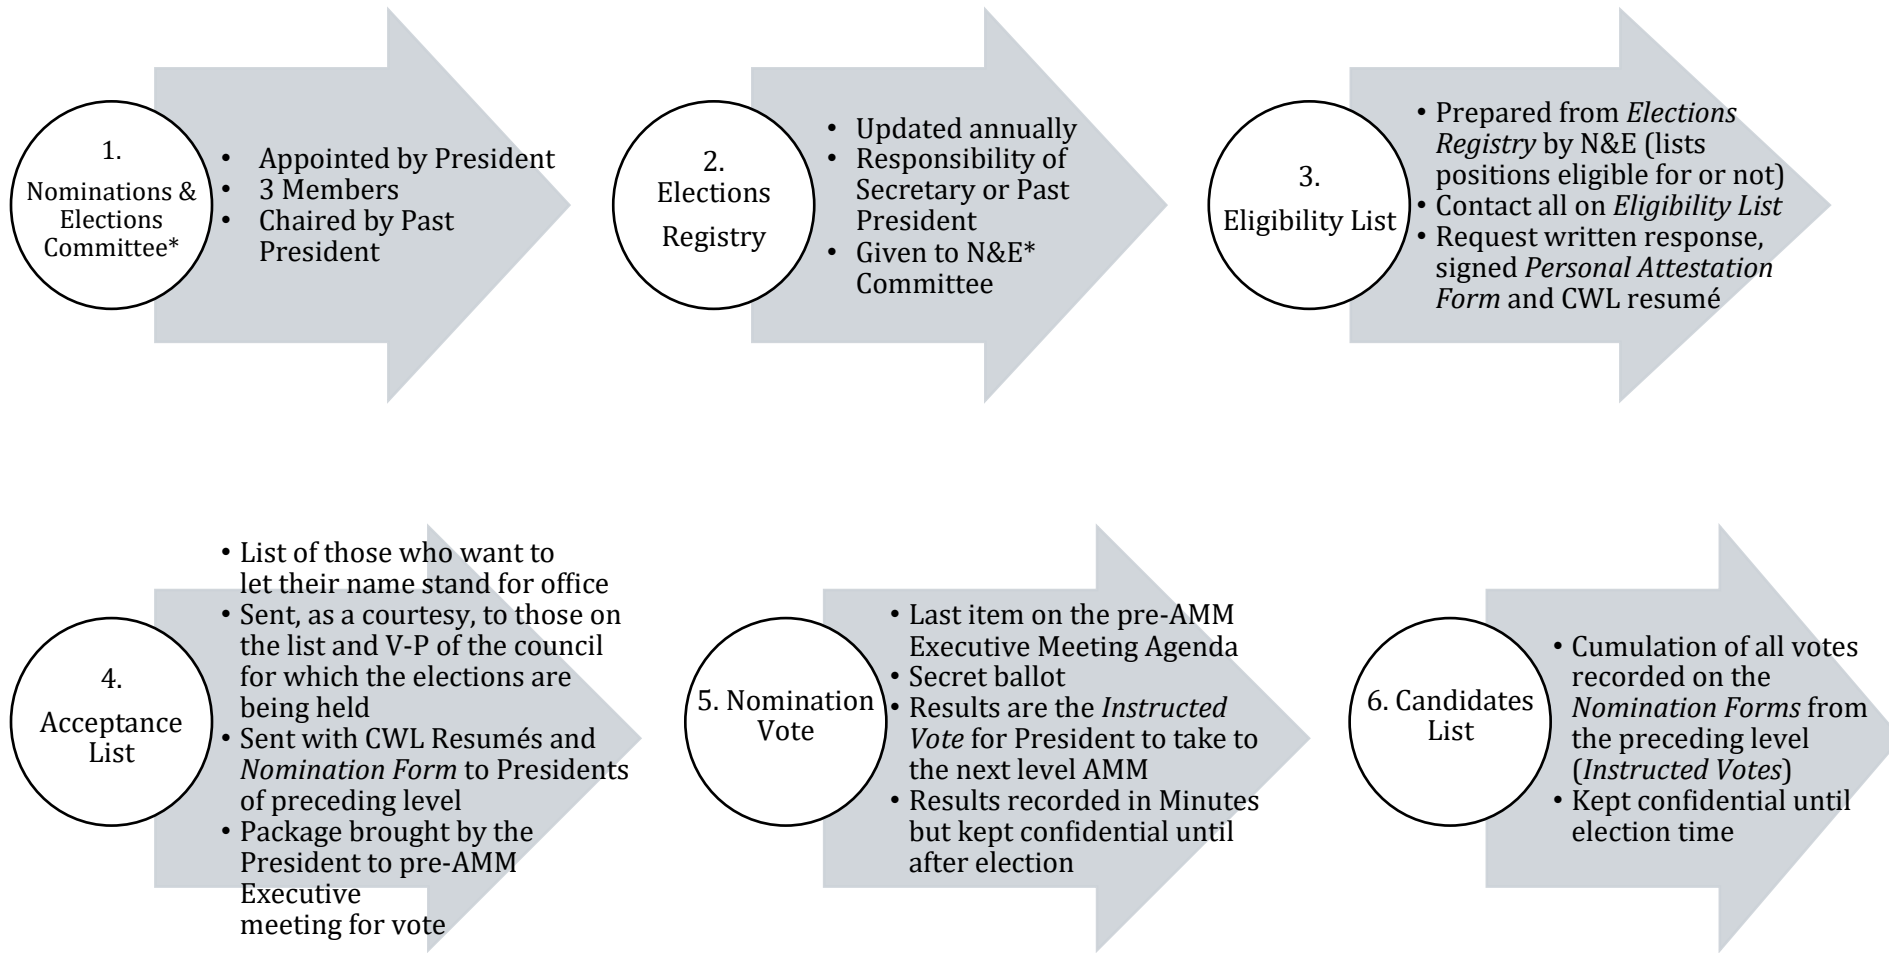 1.
Nominations &
Elections
Committee*
• Appointed by President
• 3 Members
• Chaired by Past
President
2.
Elections
Registry
• Updated annually
• Responsibility of
Secretary or Past
President
• Given to N&E*
Committee
3.
Eligibility List
• Prepared from Elections
Registry by N&E (lists
positions eligible for or not)
• Contact all on Eligibility List
• Request written response,
signed Personal Attestation
Form and CWL resumé
4.
Acceptance
List
• List of those who want to
let their name stand for office
• Sent, as a courtesy, to those on
the list and V-P of the council
for which the elections are
being held
• Sent with CWL Resumés and
Nomination Form to Presidents
of preceding level
• Package brought by the
President to pre-AMM
Executive
meeting for vote
5. Nomination
Vote
• Last item on the pre-AMM
Executive Meeting Agenda
• Secret ballot
• Results are the Instructed
Vote for President to take to
the next level AMM
• Results recorded in Minutes
but kept confidential until
after election
6. Candidates
List
• Cumulation of all votes
recorded on the
Nomination Forms from
the preceding level
(Instructed Votes)
• Kept confidential until
election time